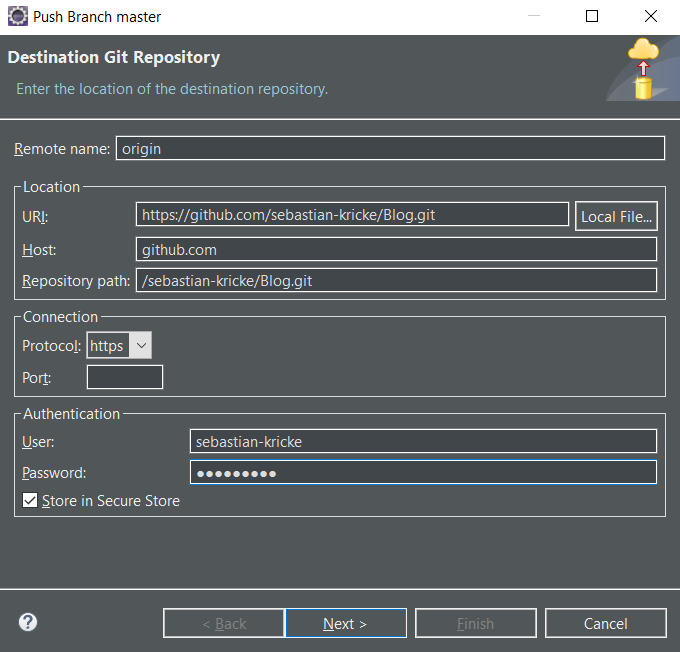 Push Branch master
Destination Git Repository
Enter the location of the destination repository.
Remote name: origin
Location
URI: https://github.com/sebastian-kricke/Blog.git Local File...
Host: github.com
Repository path: /sebastian-kricke/Blog.git
Connection
Protocol: https
Port:
Authentication
User: sebastian-kricke
Password: ●●●●●●●●●
Store in Secure Store
? < Back Next > Finish Cancel